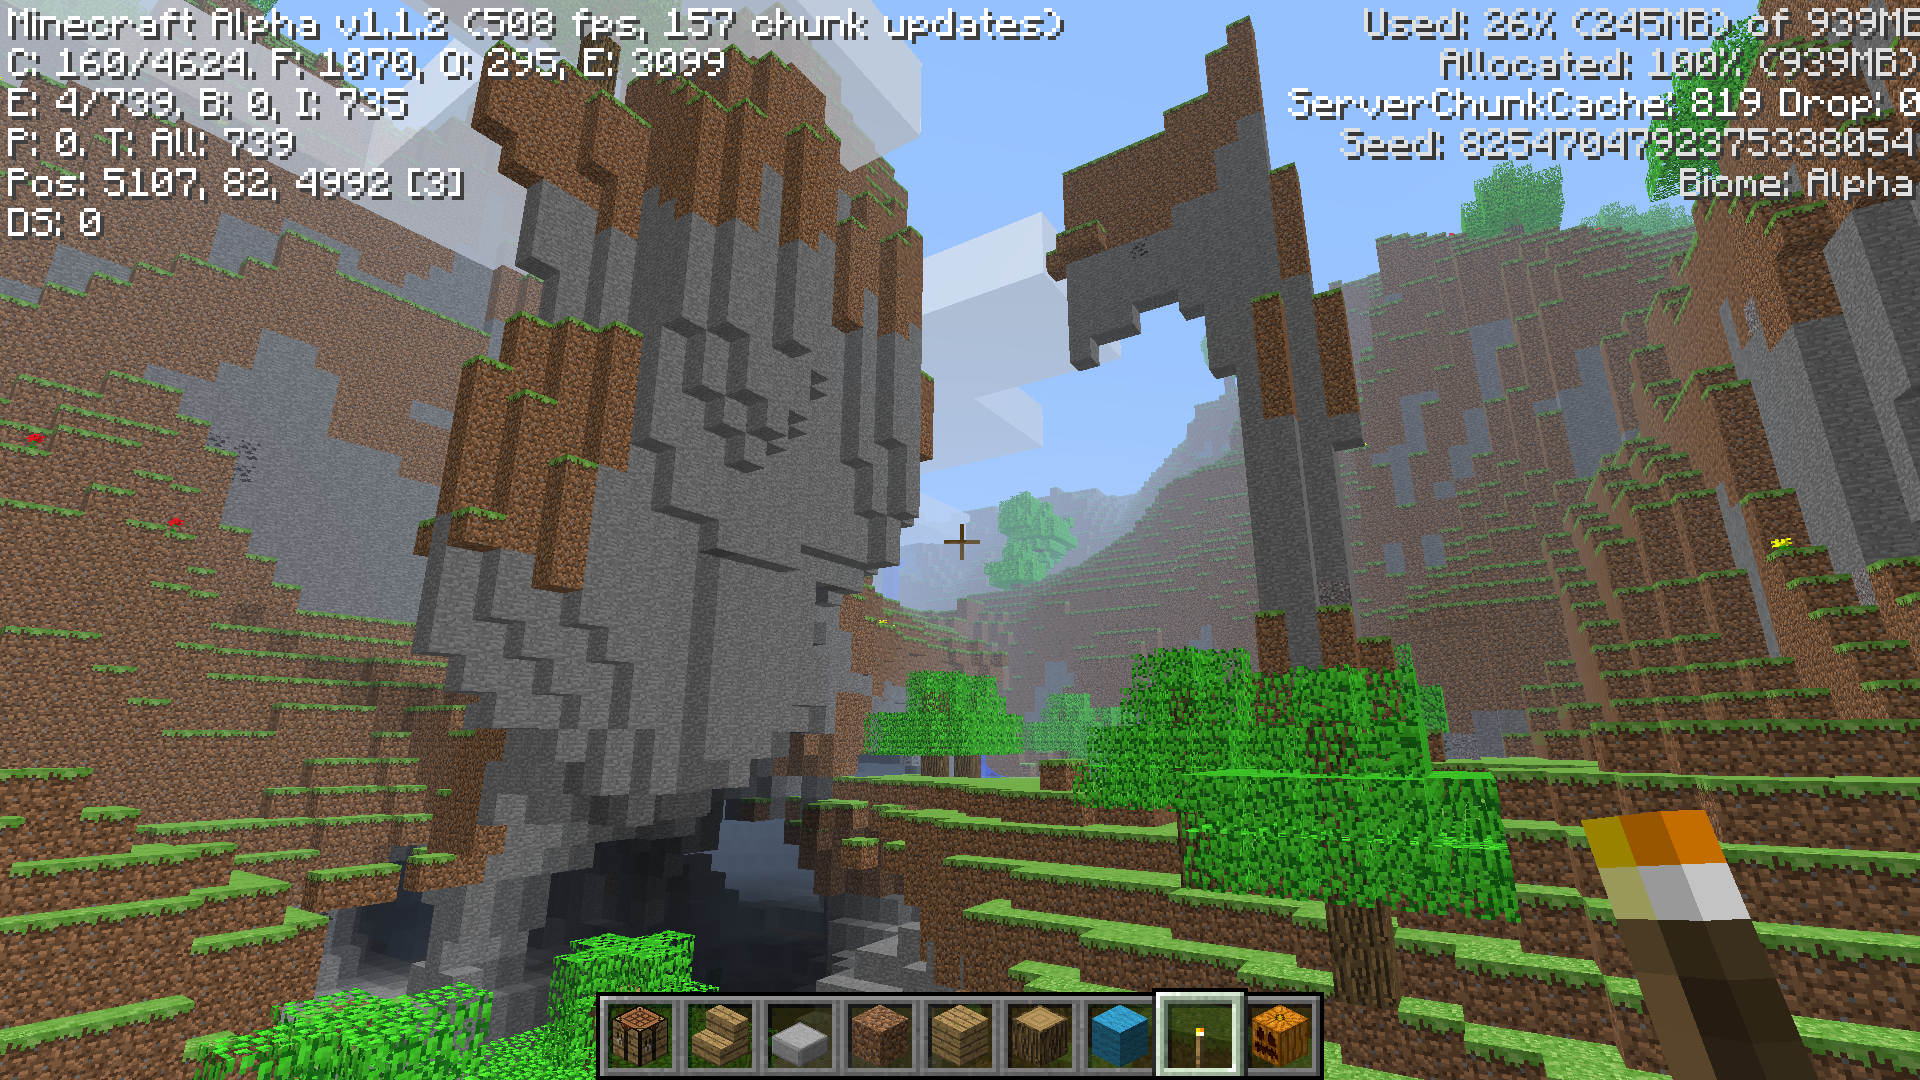 Minecraft Alpha v1.1.2 (508 fps, 157 chunk updates)
C: 160/4624. F: 1070, O: 295, E: 3099
E: 4/739. B: 0, I: 735
P: 0. T: All: 739
Pos: 5107, 82, 4992 [3]
DS: 0
Used: 26% (245MB) of 939MB
Allocated: 100% (939MB)
ServerChunkCache: 819 Drop: 0
Seed: 8254704792375338054
Biome: Alpha